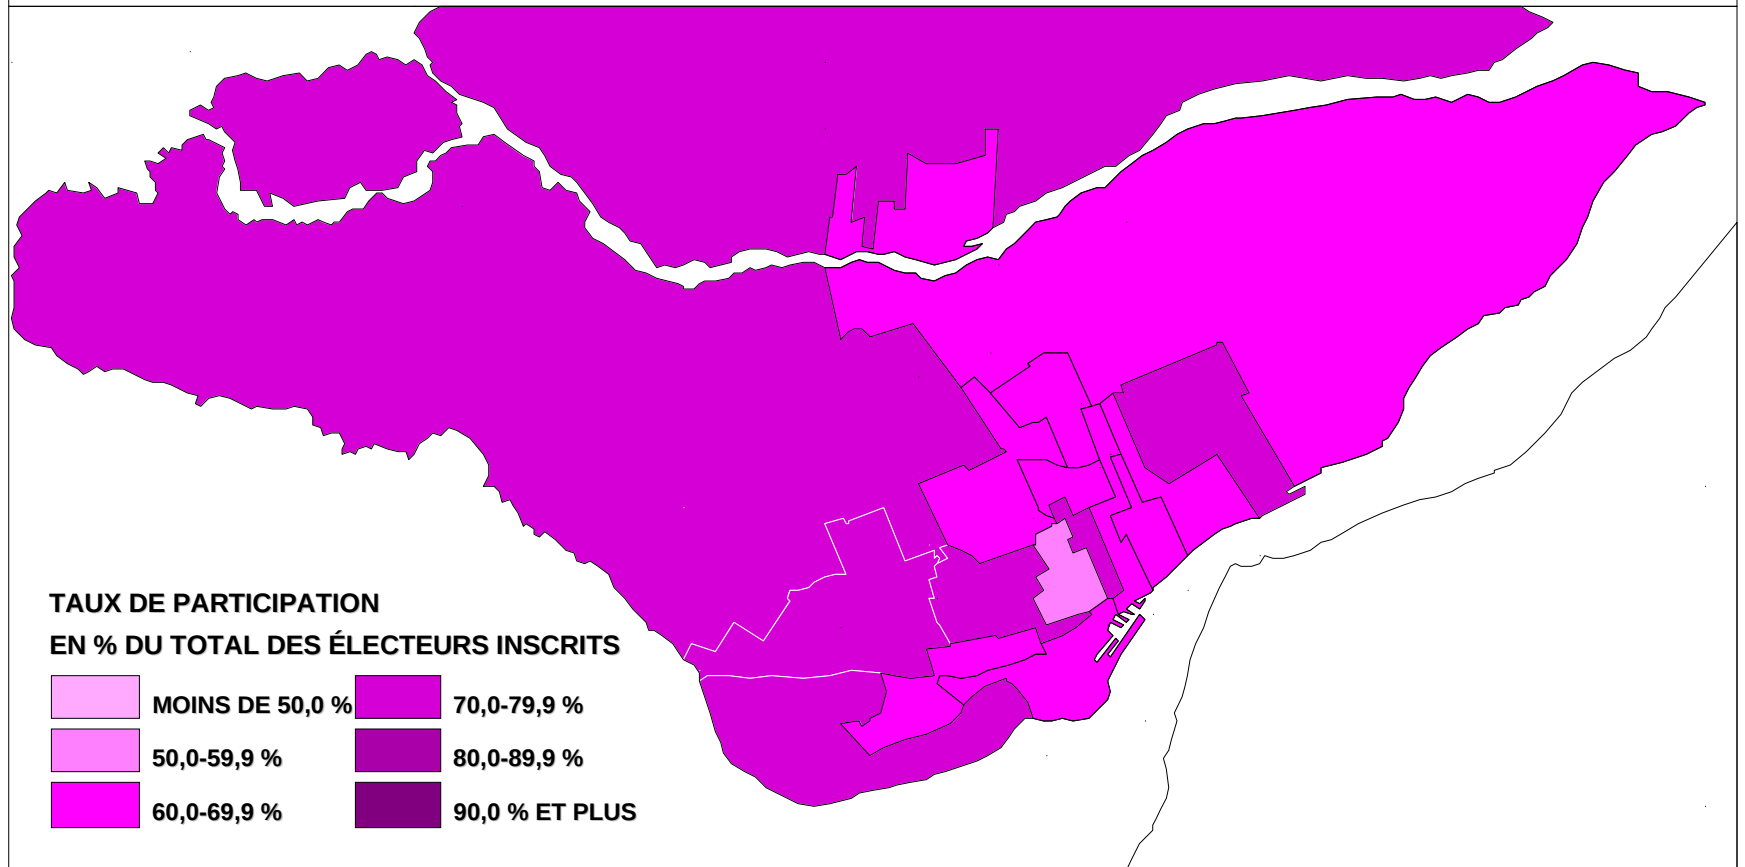 TAUX DE PARTICIPATION
EN % DU TOTAL DES ÉLECTEURS INSCRITS
MOINS DE 50,0 %
50,0-59,9 %
60,0-69,9 %
70,0-79,9 %
80,0-89,9 %
90,0 % ET PLUS